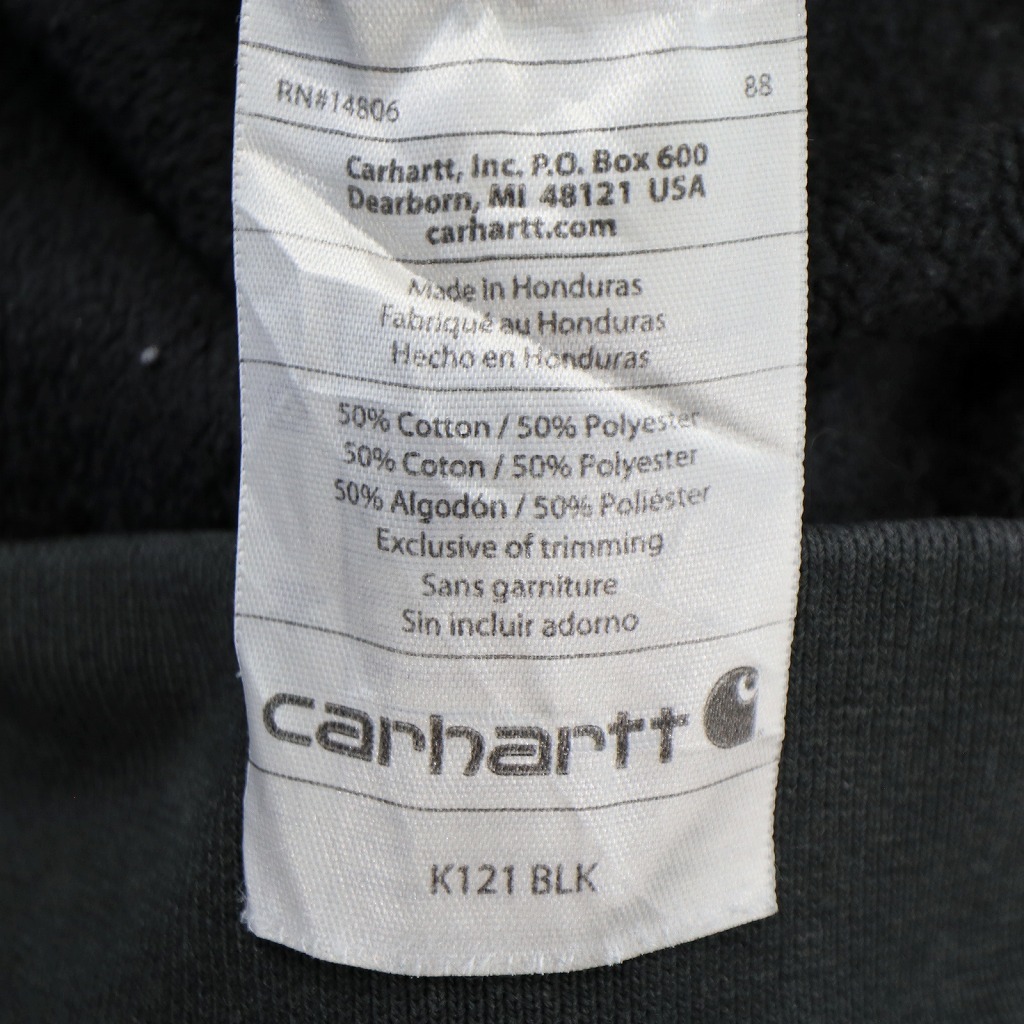 RN#14806 88
Carhartt, Inc. P.O. Box 600
Dearborn, MI 48121 USA
carhartt.com
Made in Honduras
Fabriqué au Honduras
Hecho en Honduras
50% Cotton / 50% Polyester
50% Coton / 50% Polyester
50% Algodón / 50% Poliéster
Exclusive of trimming
Sans garniture
Sin incluir adorno
carhartt
K121 BLK